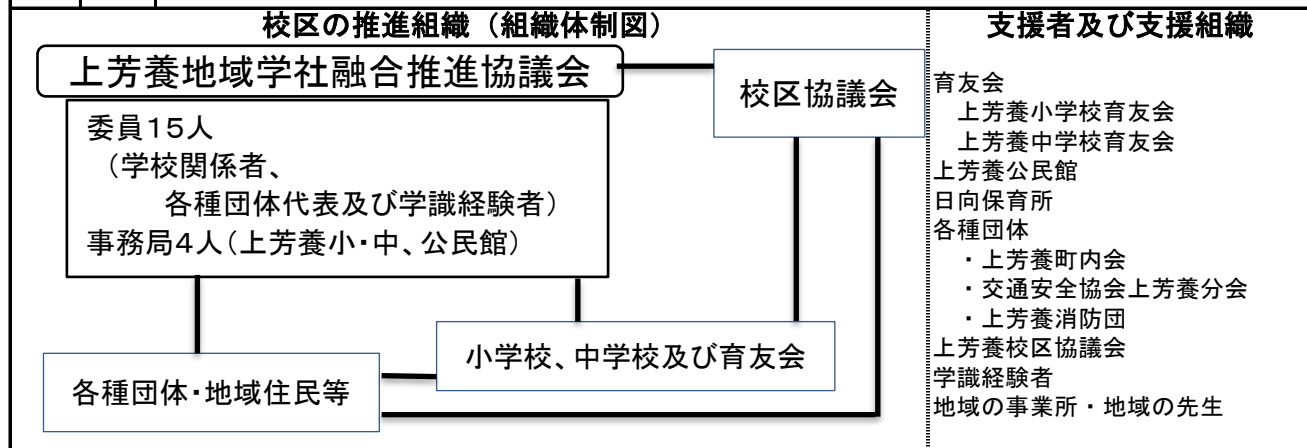 校区の推進組織（組織体制図）
上芳養地域学社融合推進協議会
校区協議会
委員１５人
（学校関係者、
各種団体代表及び学識経験者）
事務局４人（上芳養小・中、公民館）
小学校、中学校及び育友会
各種団体・地域住民等
支援者及び支援組織
育友会
上芳養小学校育友会
上芳養中学校育友会
上芳養公民館
日向保育所
各種団体
・上芳養町内会
・交通安全協会上芳養分会
・上芳養消防団
上芳養校区協議会
学識経験者
地域の事業所・地域の先生